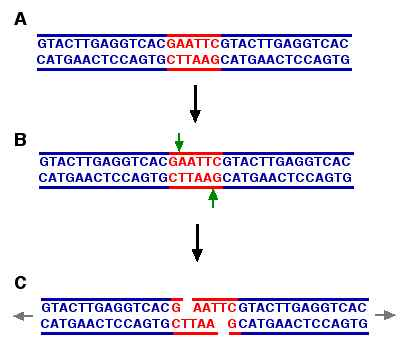 A
GTACTTGAGGTCACGAATTCGTACTTGAGGTCAC
CATGAACTCCAGTGCTTAAGCATGAACTCCAGTG
B
GTACTTGAGGTCACGAATTCGTACTTGAGGTCAC
CATGAACTCCAGTGCTTAAGCATGAACTCCAGTG
C
GTACTTGAGGTCACG AATTCGTACTTGAGGTCAC
CATGAACTCCAGTGCTTAA GCATGAACTCCAGTG